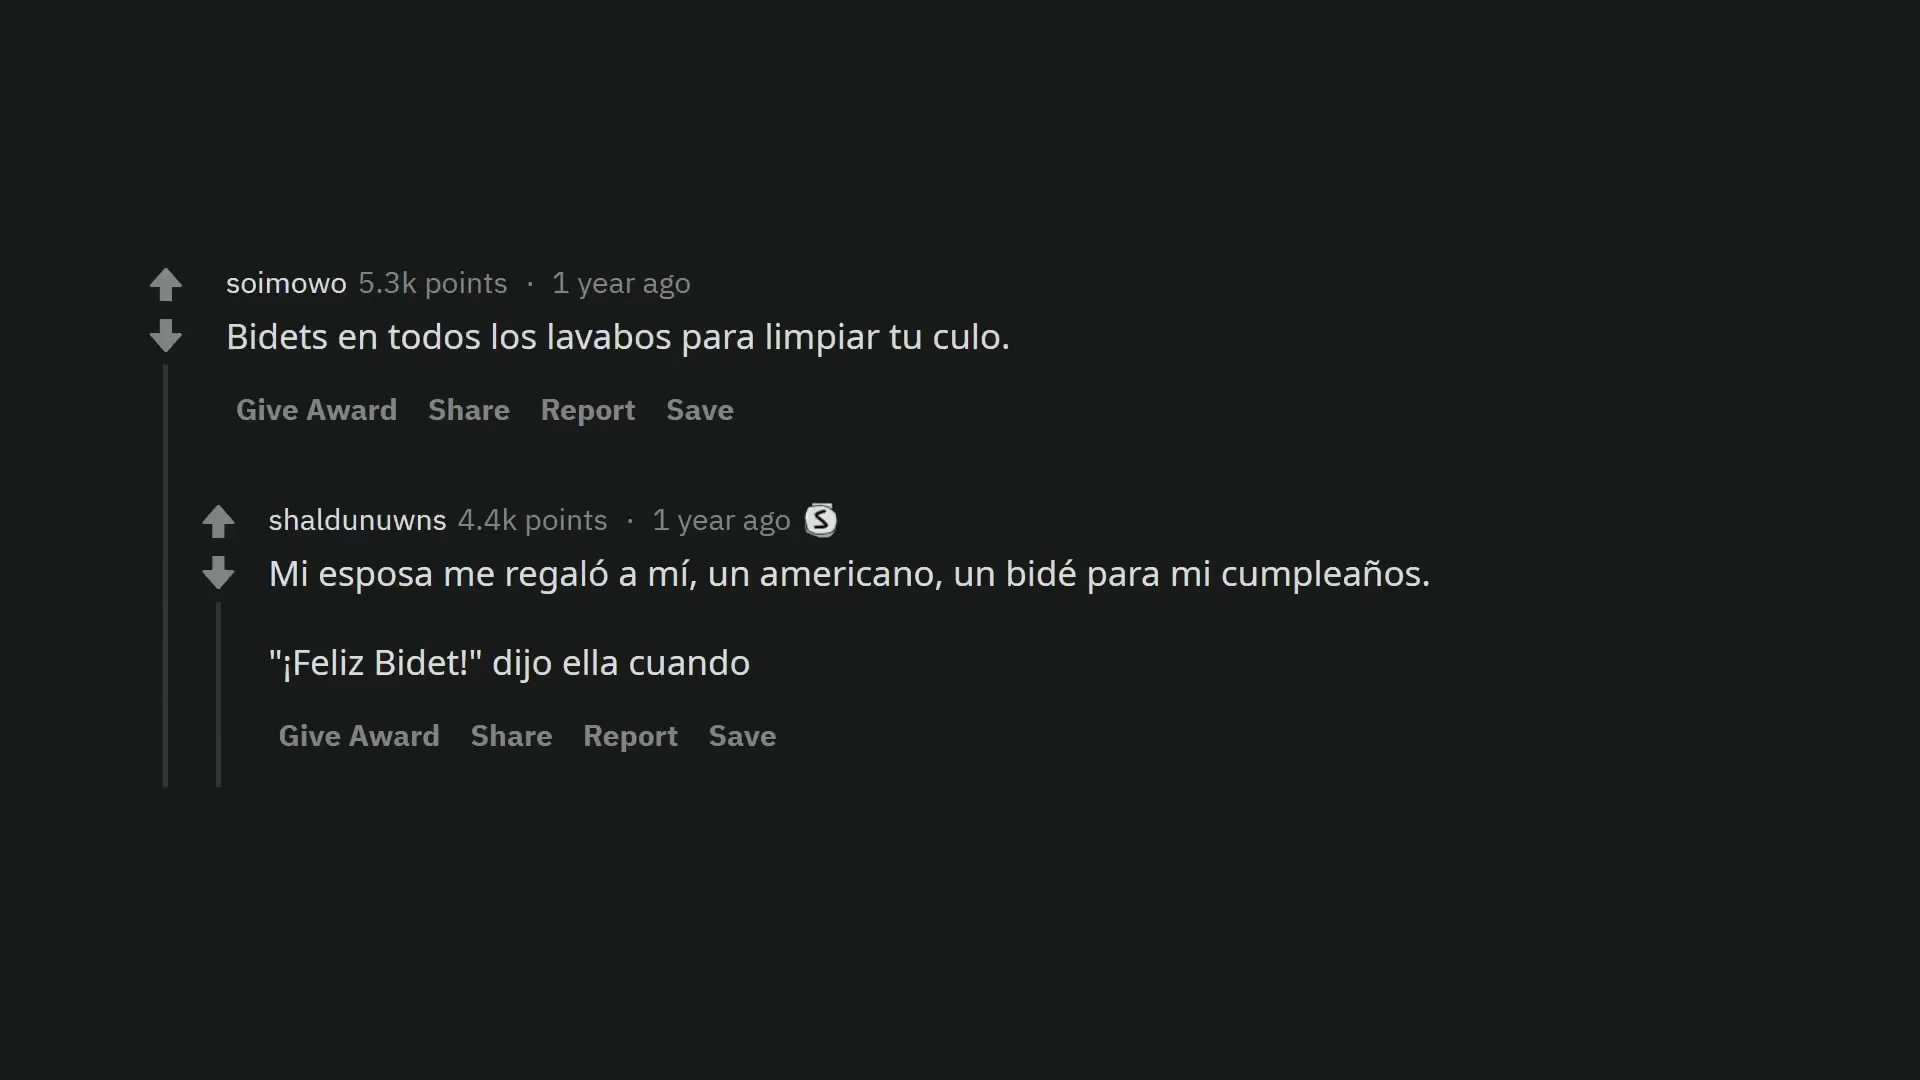 soimowo 5.3k points · 1 year ago
Bidets en todos los lavabos para limpiar tu culo.
Give Award Share Report Save
shaldunuwns 4.4k points · 1 year ago S
Mi esposa me regaló a mí, un americano, un bidé para mi cumpleaños.
"¡Feliz Bidet!" dijo ella cuando
Give Award Share Report Save